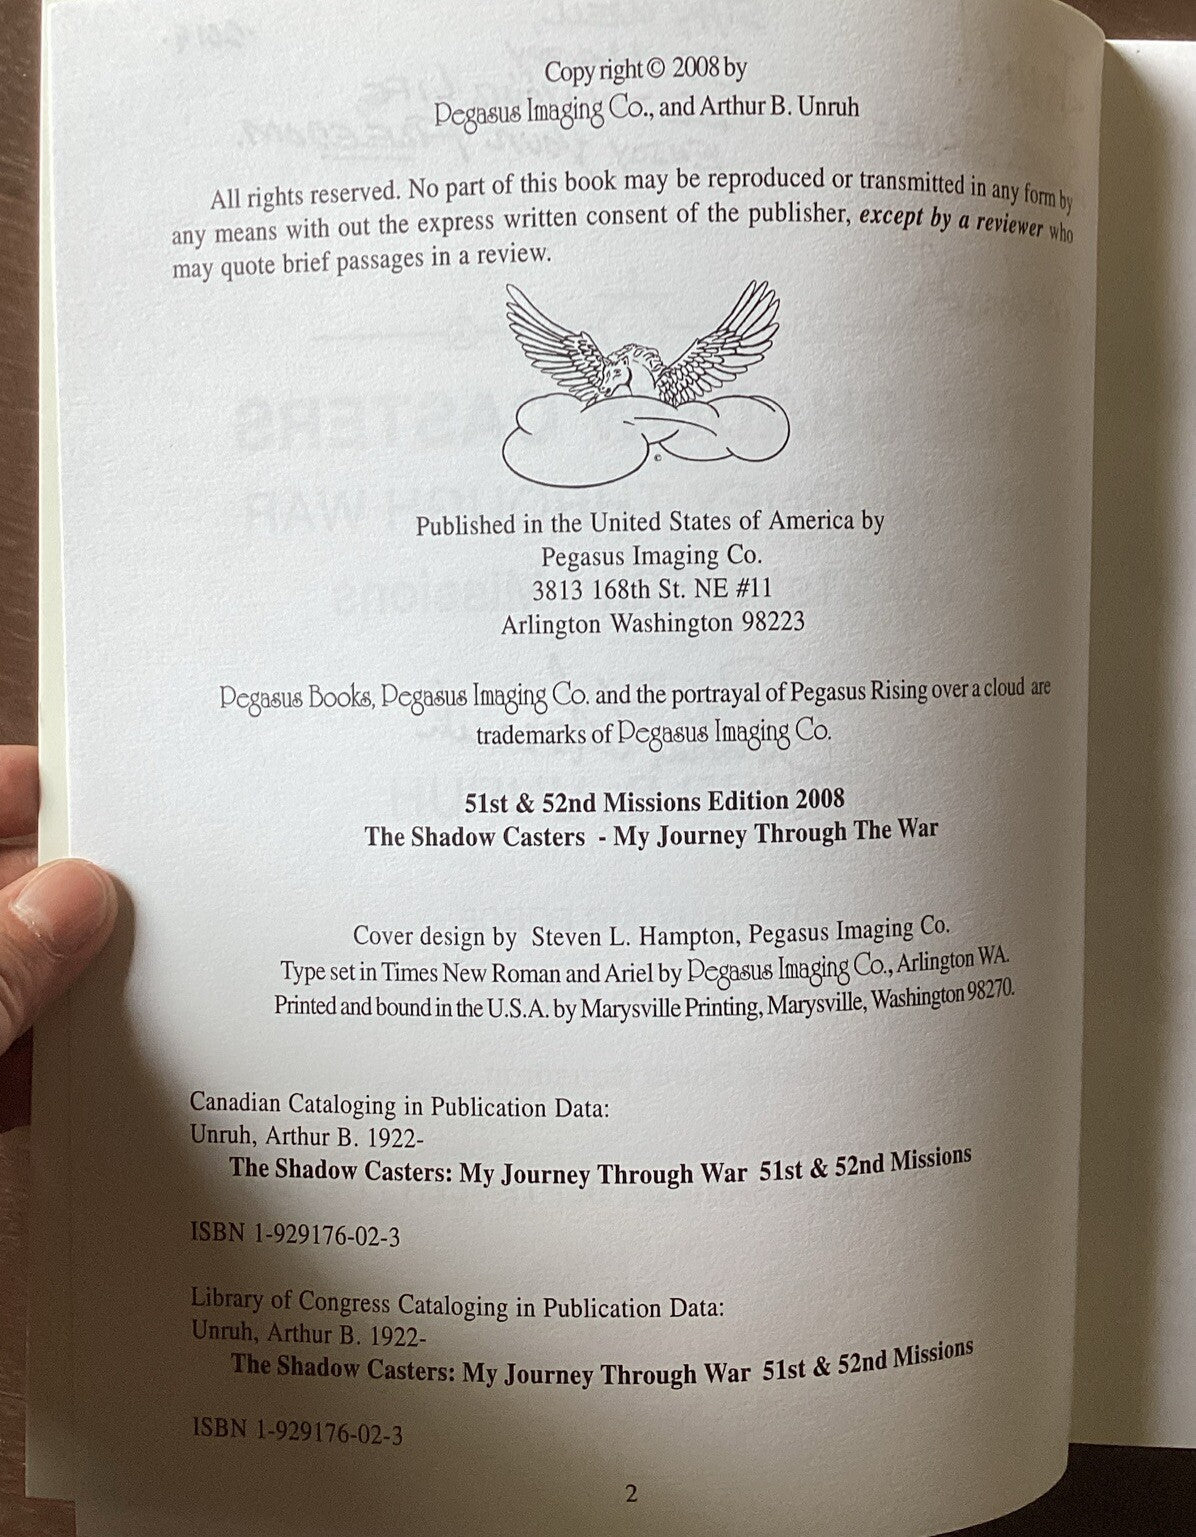 Copyright © 2008 by
Pegasus Imaging Co., and Arthur B. Unruh
All rights reserved. No part of this book may be reproduced or transmitted in any form by
any means with out the express written consent of the publisher, except by a reviewer who
may quote brief passages in a review.
©
Published in the United States of America by
Pegasus Imaging Co.
3813 168th St. NE #11
Arlington Washington 98223
Pegasus Books, Pegasus Imaging Co. and the portrayal of Pegasus Rising over a cloud are
trademarks of Pegasus Imaging Co.
51st & 52nd Missions Edition 2008
The Shadow Casters - My Journey Through The War
Cover design by Steven L. Hampton, Pegasus Imaging Co.
Type set in Times New Roman and Ariel by Pegasus Imaging Co., Arlington WA.
Printed and bound in the U.S.A. by Marysville Printing, Marysville, Washington 98270.
Canadian Cataloging in Publication Data:
Unruh, Arthur B. 1922-
The Shadow Casters: My Journey Through War 51st & 52nd Missions
ISBN 1-929176-02-3
Library of Congress Cataloging in Publication Data:
Unruh, Arthur B. 1922-
The Shadow Casters: My Journey Through War 51st & 52nd Missions
ISBN 1-929176-02-3
2